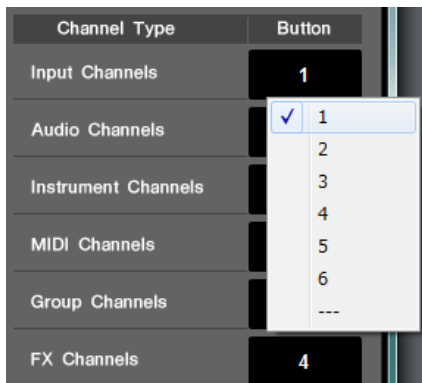 Channel Type Button
Input Channels 1
✓ 1
Audio Channels
2
Instrument Channels 3
4
MIDI Channels 5
6
Group Channels ---
FX Channels 4